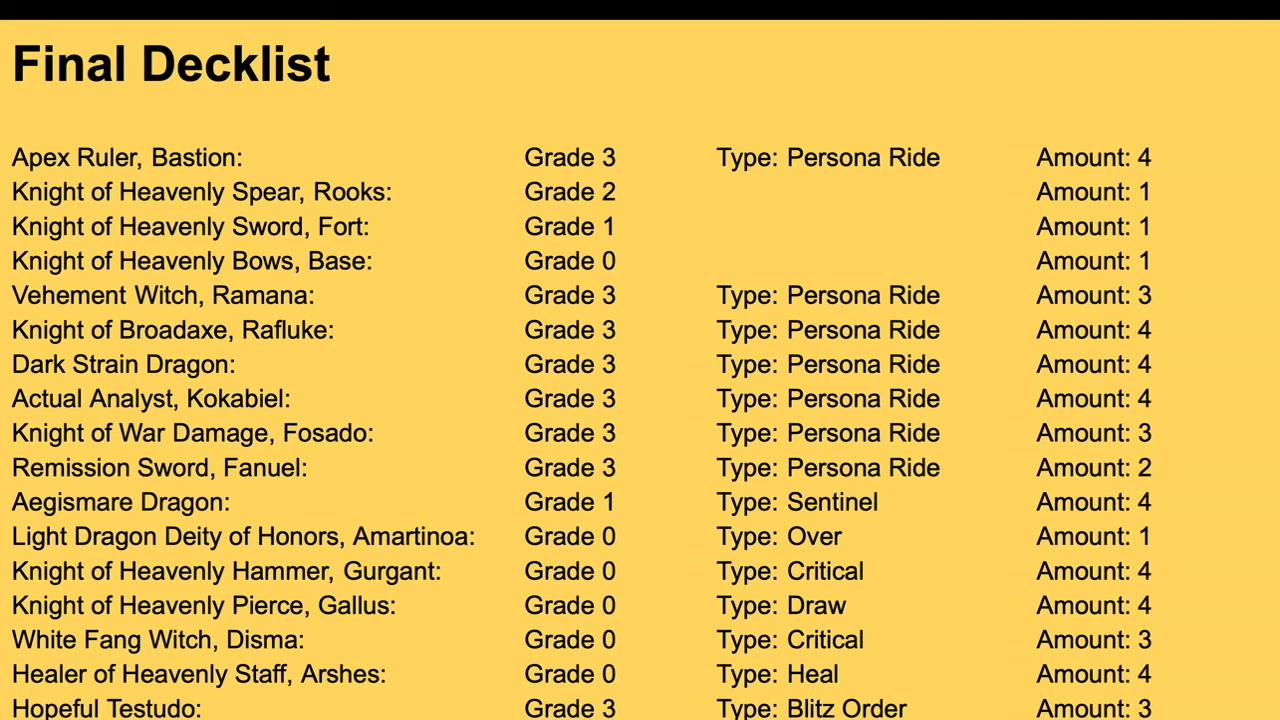 Final Decklist
Apex Ruler, Bastion: Grade 3 Type: Persona Ride Amount: 4
Knight of Heavenly Spear, Rooks: Grade 2 Amount: 1
Knight of Heavenly Sword, Fort: Grade 1 Amount: 1
Knight of Heavenly Bows, Base: Grade 0 Amount: 1
Vehement Witch, Ramana: Grade 3 Type: Persona Ride Amount: 3
Knight of Broadaxe, Rafluke: Grade 3 Type: Persona Ride Amount: 4
Dark Strain Dragon: Grade 3 Type: Persona Ride Amount: 4
Actual Analyst, Kokabiel: Grade 3 Type: Persona Ride Amount: 4
Knight of War Damage, Fosado: Grade 3 Type: Persona Ride Amount: 3
Remission Sword, Fanuel: Grade 3 Type: Persona Ride Amount: 2
Aegismare Dragon: Grade 1 Type: Sentinel Amount: 4
Light Dragon Deity of Honors, Amartinoa: Grade 0 Type: Over Amount: 1
Knight of Heavenly Hammer, Gurgant: Grade 0 Type: Critical Amount: 4
Knight of Heavenly Pierce, Gallus: Grade 0 Type: Draw Amount: 4
White Fang Witch, Disma: Grade 0 Type: Critical Amount: 3
Healer of Heavenly Staff, Arshes: Grade 0 Type: Heal Amount: 4
Hopeful Testudo: Grade 3 Type: Blitz Order Amount: 3